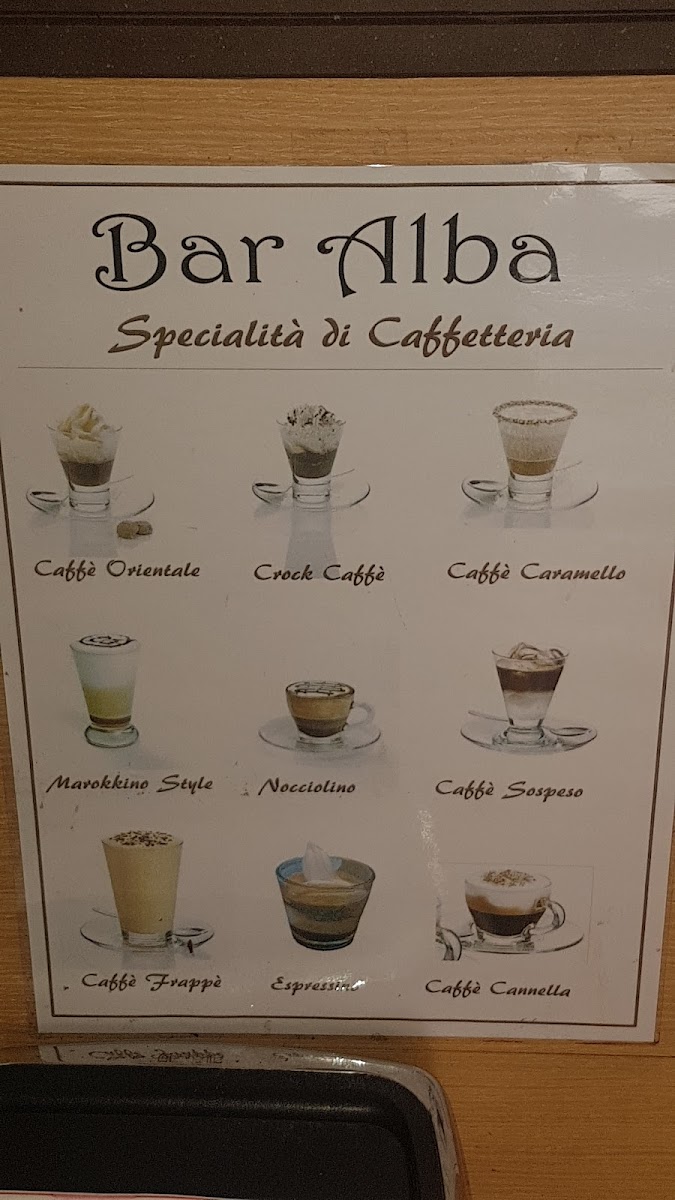 Bar Alba
Specialità di Caffetteria
Caffè Orientale
Crock Caffè
Caffè Caramello
Marokkino Style
Nocciolino
Caffè Sospeso
Caffè Frappè
Espressino
Caffè Cannella